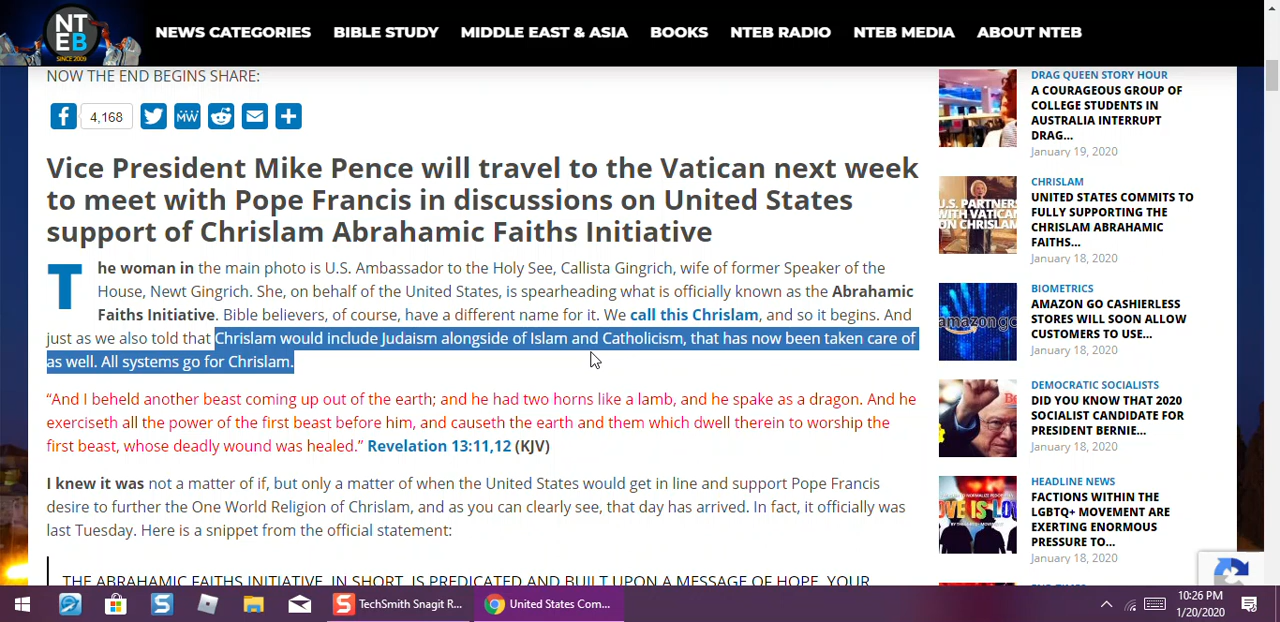 NT
EB
SINCE 2009
NEWS CATEGORIES BIBLE STUDY MIDDLE EAST & ASIA BOOKS NTEB RADIO NTEB MEDIA ABOUT NTEB
NOW THE END BEGINS SHARE:
4,168
MW
Vice President Mike Pence will travel to the Vatican next week
to meet with Pope Francis in discussions on United States
support of Chrislam Abrahamic Faiths Initiative
The woman in the main photo is U.S. Ambassador to the Holy See, Callista Gingrich, wife of former Speaker of the
House, Newt Gingrich. She, on behalf of the United States, is spearheading what is officially known as the Abrahamic
Faiths Initiative. Bible believers, of course, have a different name for it. We call this Chrislam, and so it begins. And
just as we also told that Chrislam would include Judaism alongside of Islam and Catholicism, that has now been taken care of
as well. All systems go for Chrislam.
“And I beheld another beast coming up out of the earth; and he had two horns like a lamb, and he spake as a dragon. And he
exerciseth all the power of the first beast before him, and causeth the earth and them which dwell therein to worship the
first beast, whose deadly wound was healed.” Revelation 13:11,12 (KJV)
I knew it was not a matter of if, but only a matter of when the United States would get in line and support Pope Francis
desire to further the One World Religion of Chrislam, and as you can clearly see, that day has arrived. In fact, it officially was
last Tuesday. Here is a snippet from the official statement:
THE ABRAHAMIC FAITHS INITIATIVE, IN SHORT, IS PREDICATED AND BUILT UPON A MESSAGE OF HOPE. YOUR
DRAG QUEEN STORY HOUR
A COURAGEOUS GROUP OF
COLLEGE STUDENTS IN
AUSTRALIA INTERRUPT
DRAG...
January 19, 2020
U.S. PARTNERS
WITH VATICAN
ON CHRISLAM
CHRISLAM
UNITED STATES COMMITS TO
FULLY SUPPORTING THE
CHRISLAM ABRAHAMIC
FAITHS...
January 18, 2020
amazon go
BIOMETRICS
AMAZON GO CASHIERLESS
STORES WILL SOON ALLOW
CUSTOMERS TO USE...
January 18, 2020
DEMOCRATIC SOCIALISTS
DID YOU KNOW THAT 2020
SOCIALIST CANDIDATE FOR
PRESIDENT BERNIE...
January 18, 2020
HEADLINE NEWS
FACTIONS WITHIN THE
LGBTQ+ MOVEMENT ARE
EXERTING ENORMOUS
PRESSURE TO...
January 18, 2020
TechSmith Snagit R...
United States Com...
10:26 PM
1/20/2020